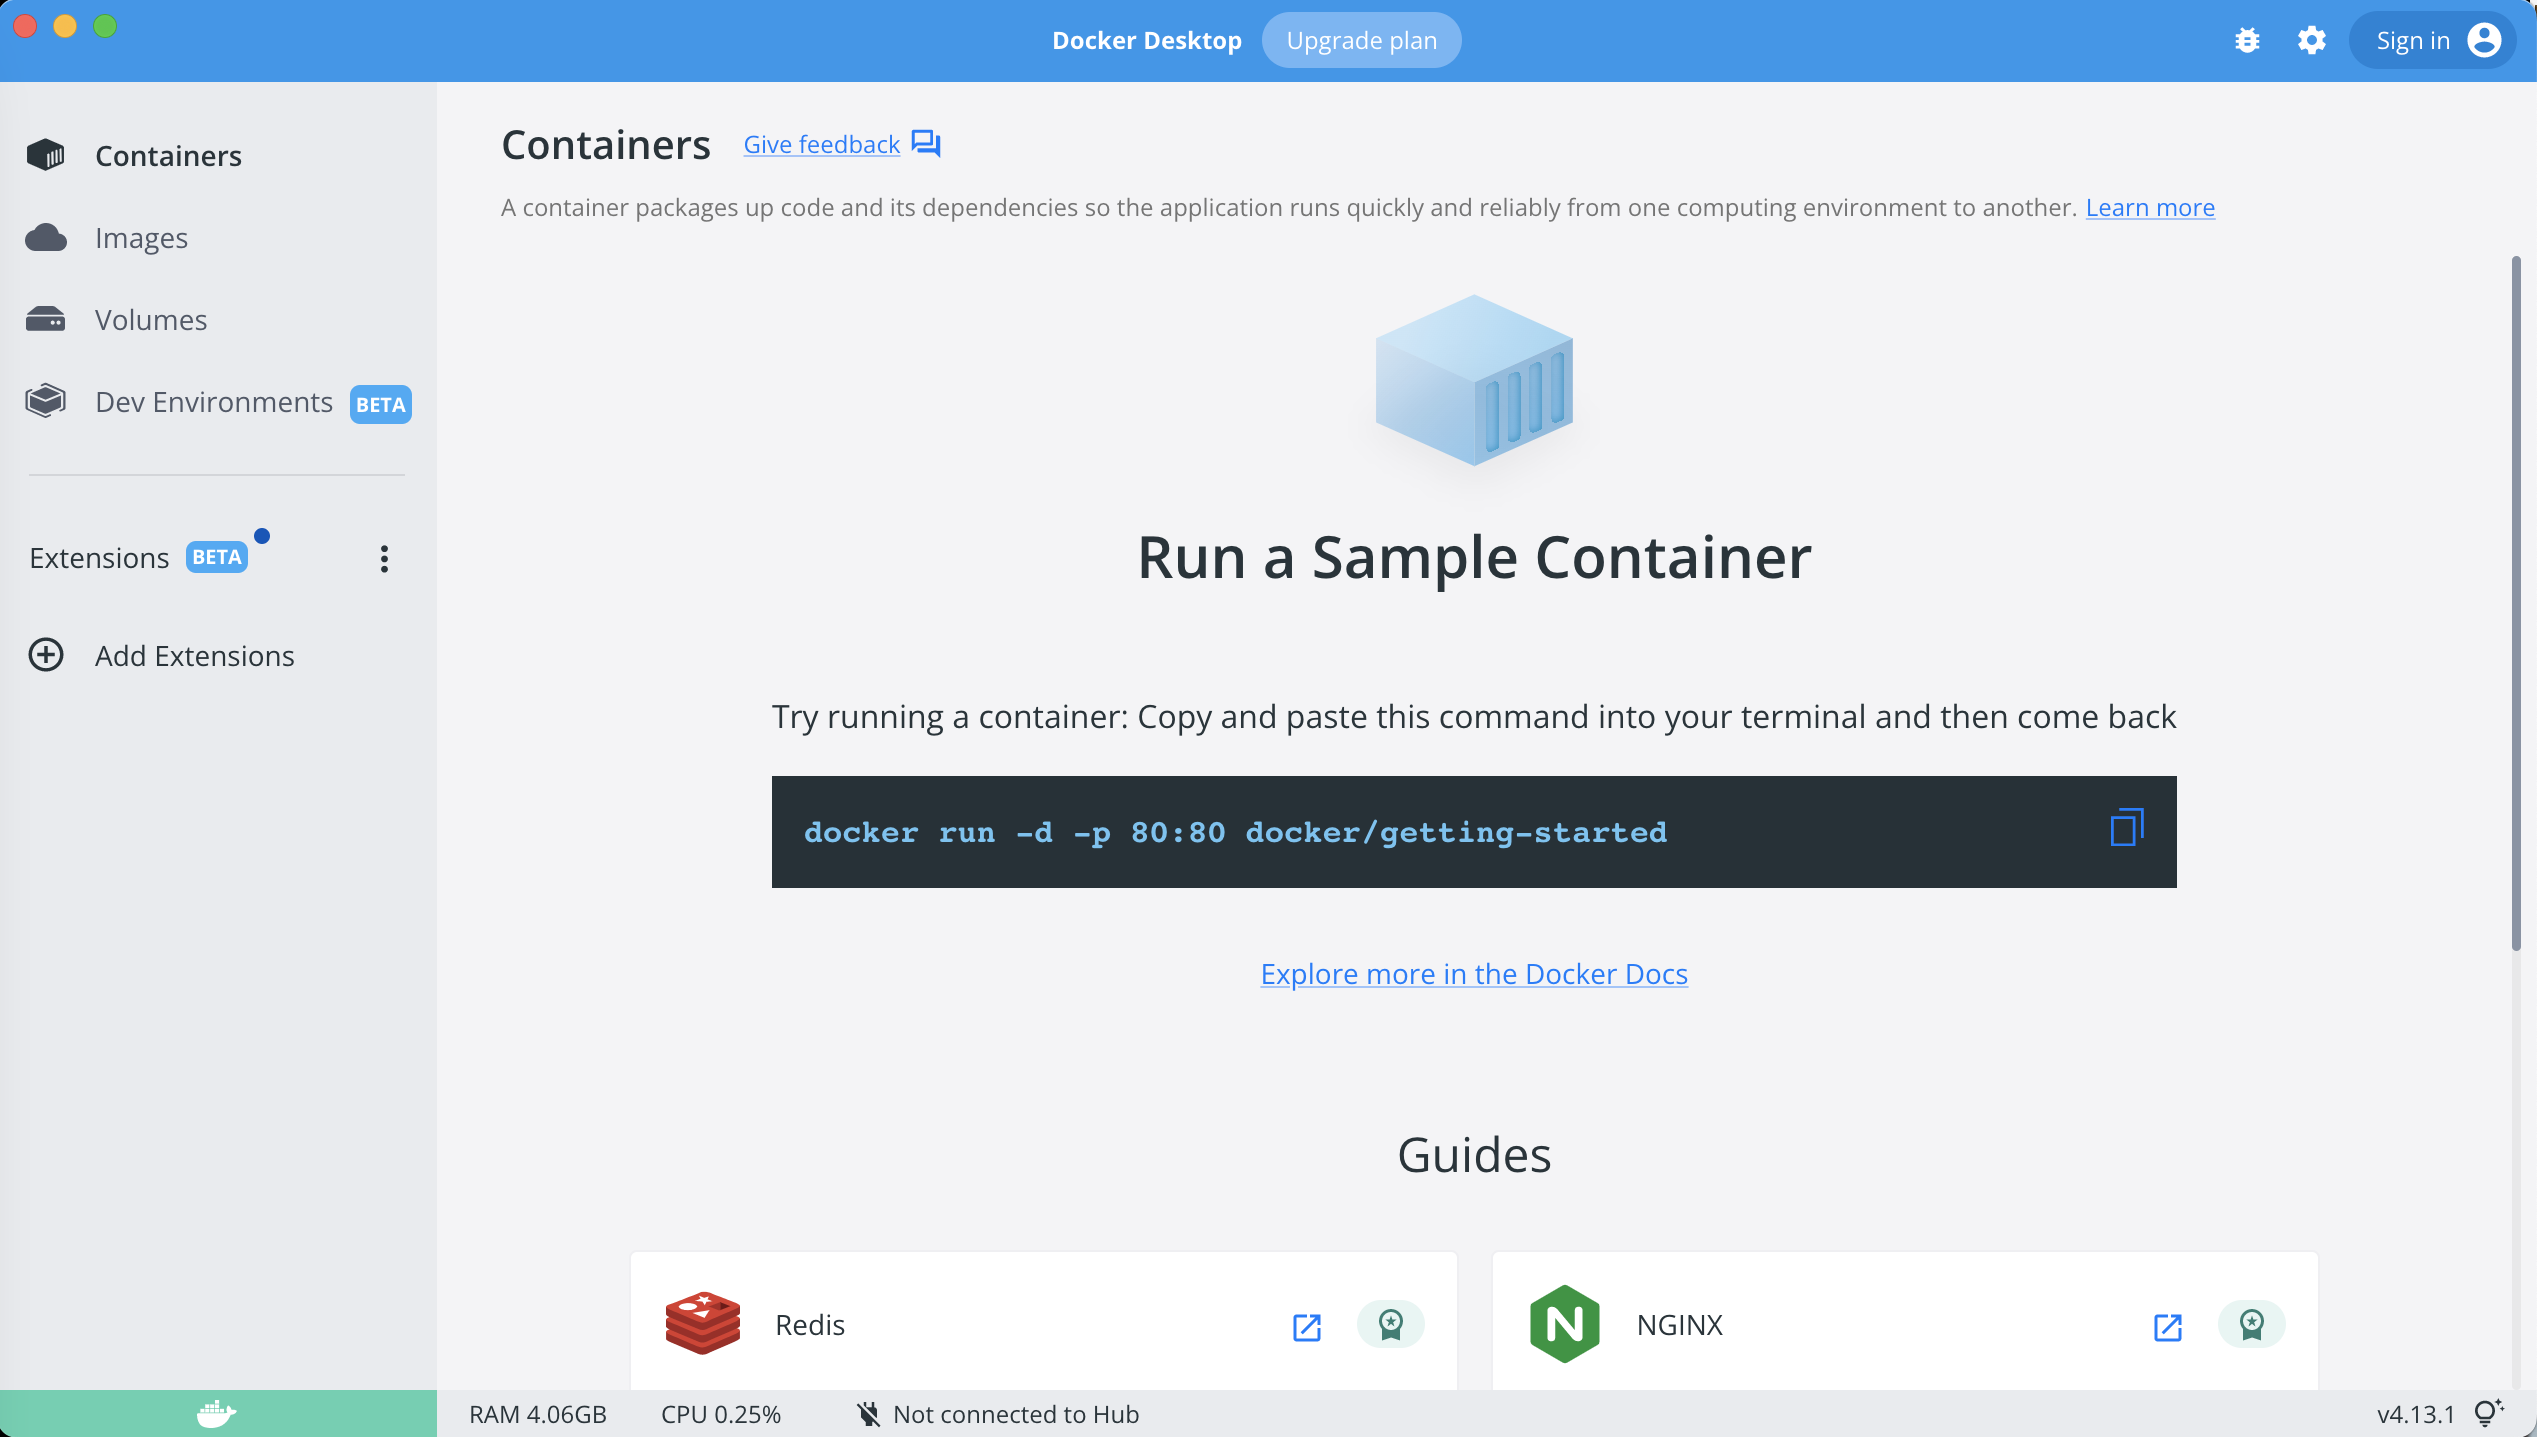 Docker Desktop
Upgrade plan
Sign in
Containers
Images
Volumes
Dev Environments BETA
Extensions BETA
Add Extensions
Containers
Give feedback
A container packages up code and its dependencies so the application runs quickly and reliably from one computing environment to another. Learn more
Run a Sample Container
Try running a container: Copy and paste this command into your terminal and then come back
docker run -d -p 80:80 docker/getting-started
Explore more in the Docker Docs
Guides
Redis
NGINX
RAM 4.06GB
CPU 0.25%
Not connected to Hub
v4.13.1